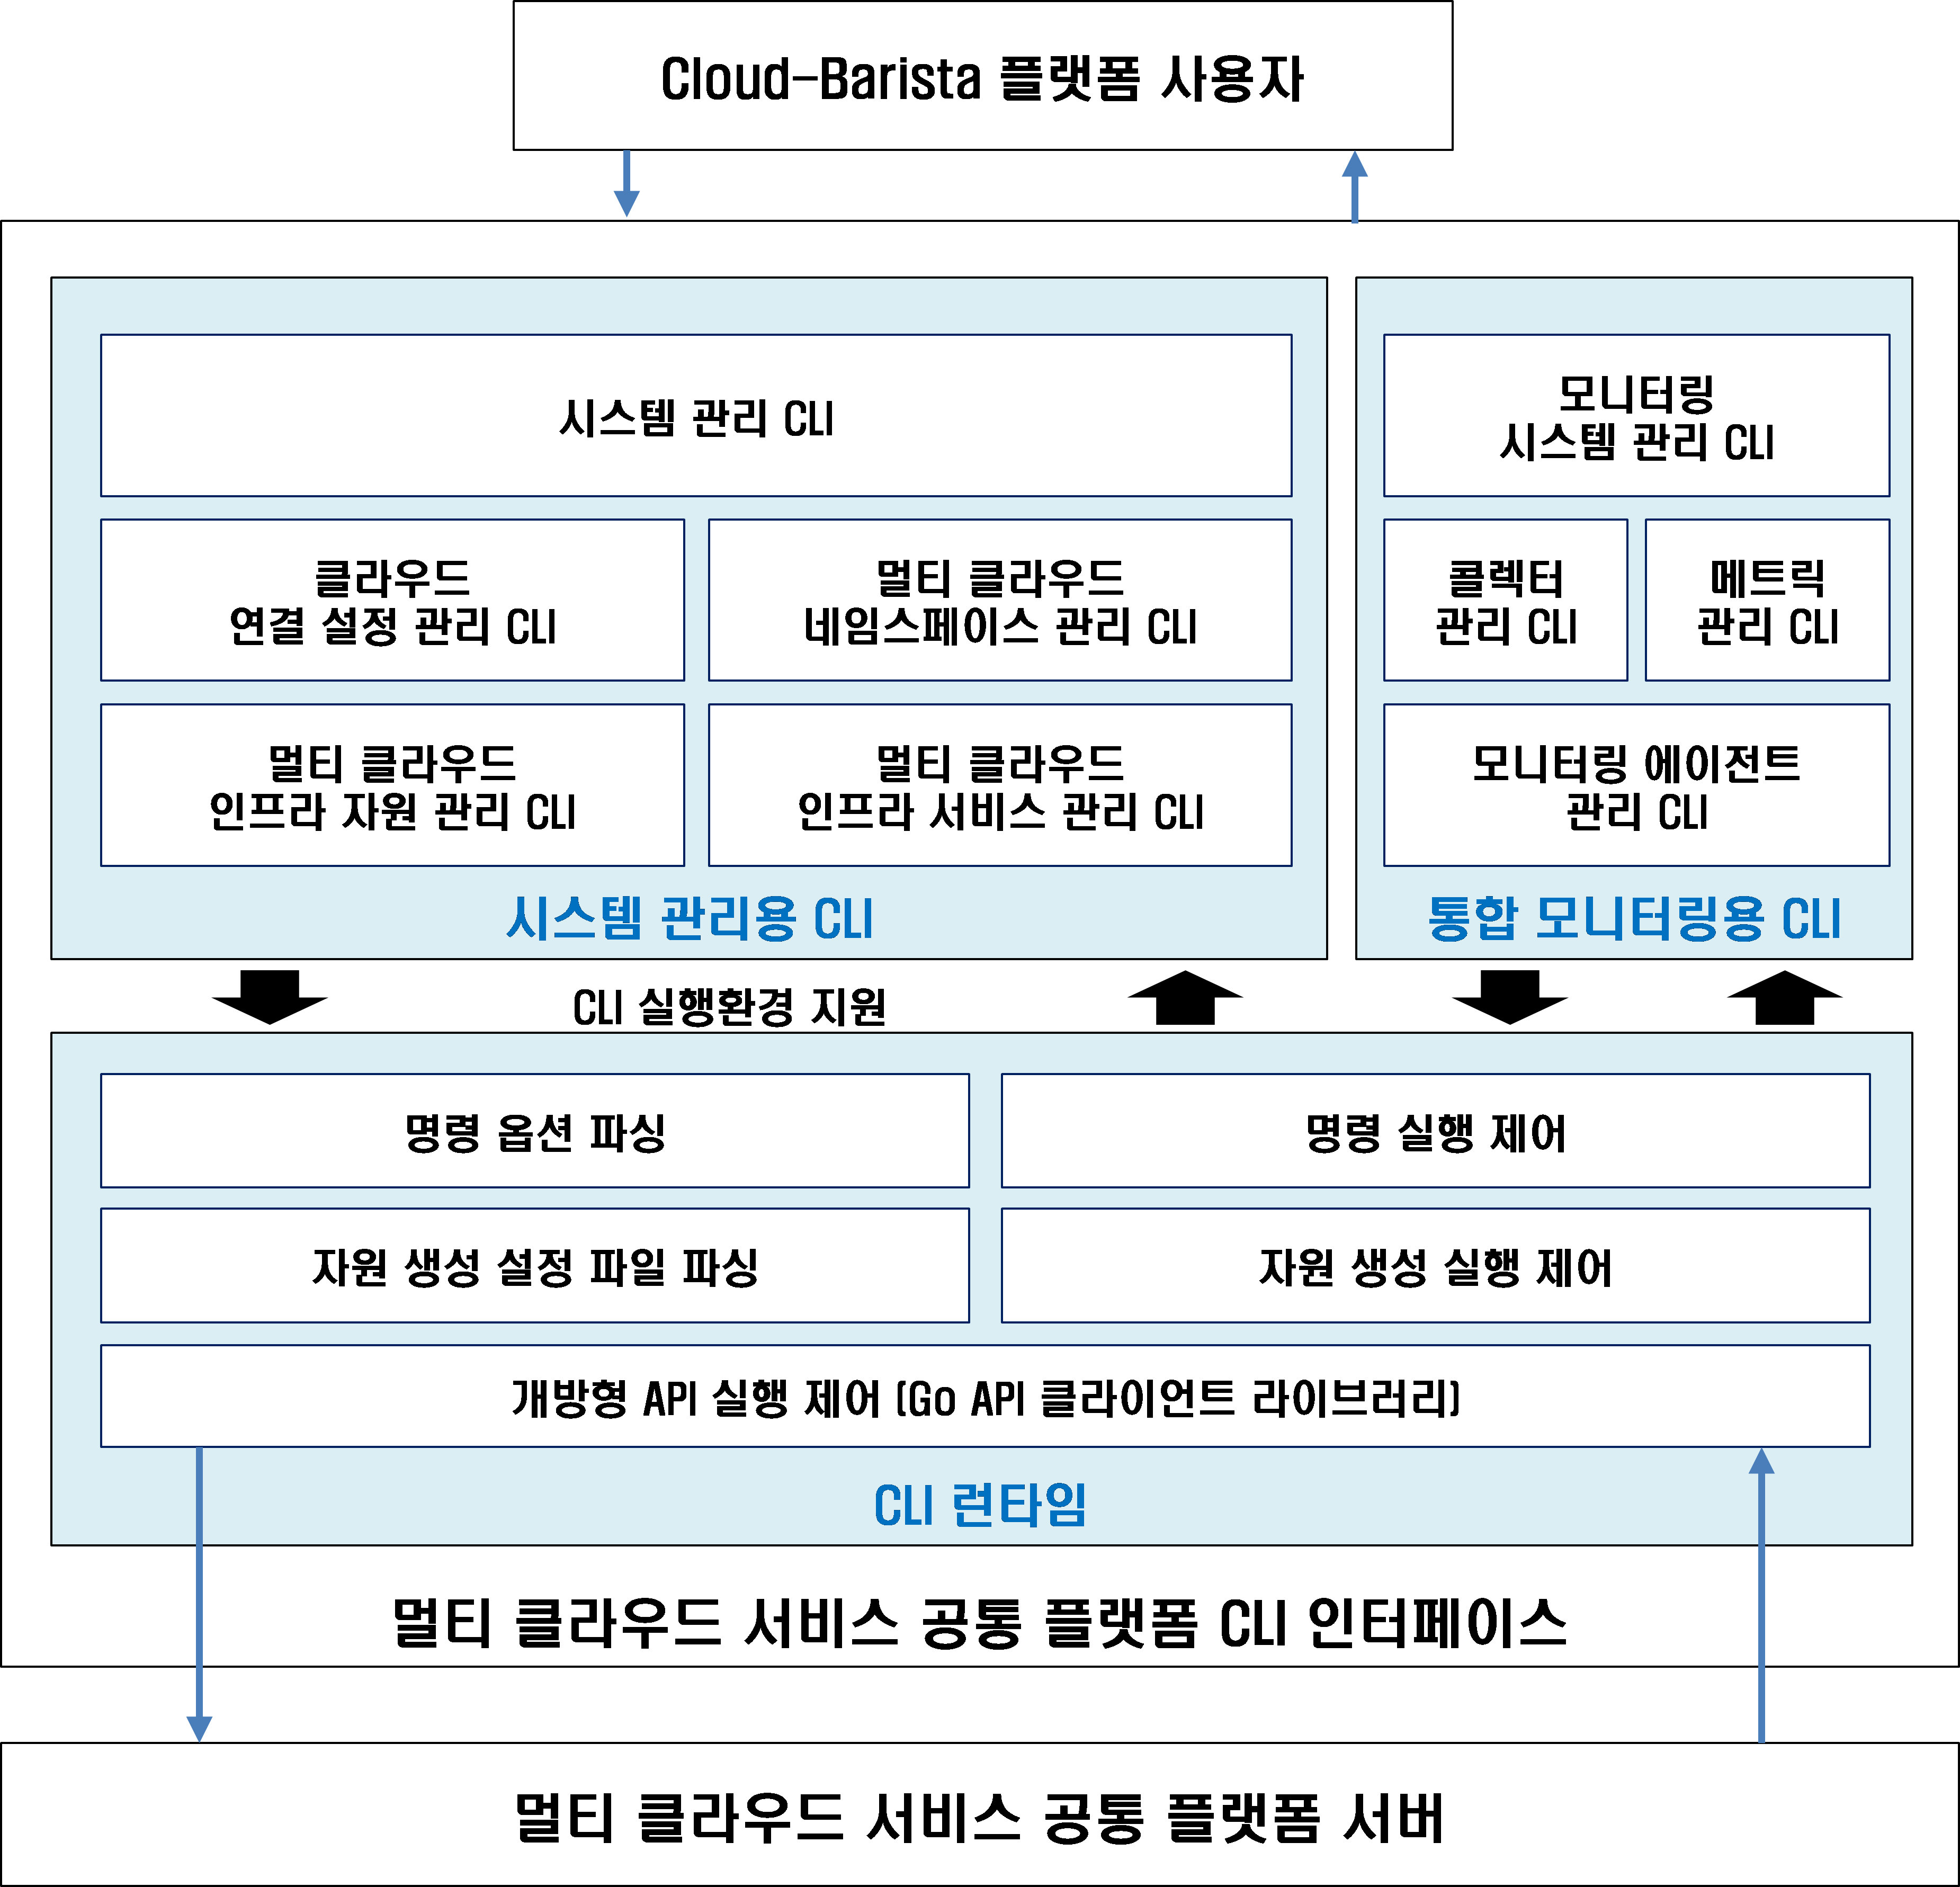 Cloud-Barista 플랫폼 사용자
시스템 관리 CLI
클라우드
연결 설정 관리 CLI
멀티 클라우드
네임스페이스 관리 CLI
멀티 클라우드
인프라 자원 관리 CLI
멀티 클라우드
인프라 서비스 관리 CLI
시스템 관리용 CLI
모니터링
시스템 관리 CLI
콜렉터
관리 CLI
메트릭
관리 CLI
모니터링 에이전트
관리 CLI
통합 모니터링용 CLI
CLI 실행환경 지원
명령 옵션 파싱
명령 실행 제어
자원 생성 설정 파일 파싱
자원 생성 실행 제어
개방형 API 실행 제어 (Go API 클라이언트 라이브러리)
CLI 런타임
멀티 클라우드 서비스 공통 플랫폼 CLI 인터페이스
멀티 클라우드 서비스 공통 플랫폼 서버